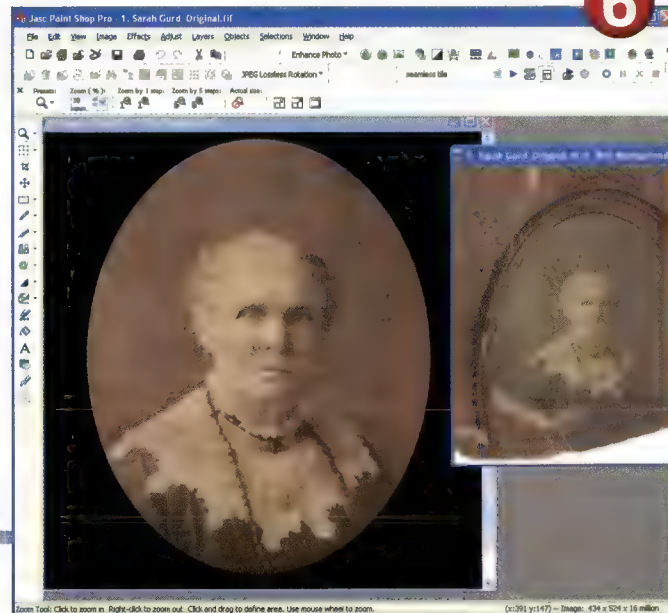 6
Jasc Paint Shop Pro - 1. Sarah Gurd Original.tif
File Edit View Image Effects Adjust Layers Objects Selections Window Help
Enhance Photo
JPEG Lossless Rotation seamless tile
Presets: Zoom (%): Zoom by 1 step: Zoom by 5 steps: Actual size:
A
Zoom Tool: Click to zoom in. Right-click to zoom out. Click and drag to define area. Use mouse wheel to zoom. (x:391 y:147) -- Image: 434 x 524 x 16 million